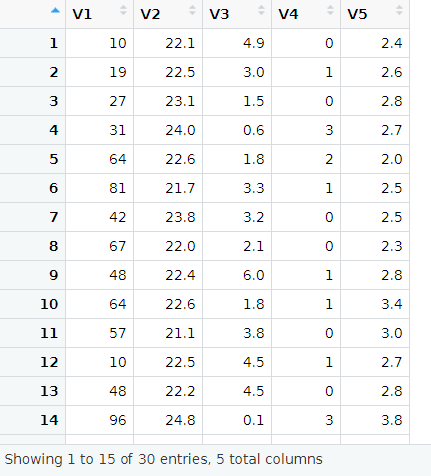 V1 V2 V3 V4 V5
1 10 22.1 4.9 0 2.4
2 19 22.5 3.0 1 2.6
3 27 23.1 1.5 0 2.8
4 31 24.0 0.6 3 2.7
5 64 22.6 1.8 2 2.0
6 81 21.7 3.3 1 2.5
7 42 23.8 3.2 0 2.5
8 67 22.0 2.1 0 2.3
9 48 22.4 6.0 1 2.8
10 64 22.6 1.8 1 3.4
11 57 21.1 3.8 0 3.0
12 10 22.5 4.5 1 2.7
13 48 22.2 4.5 0 2.8
14 96 24.8 0.1 3 3.8
Showing 1 to 15 of 30 entries, 5 total columns